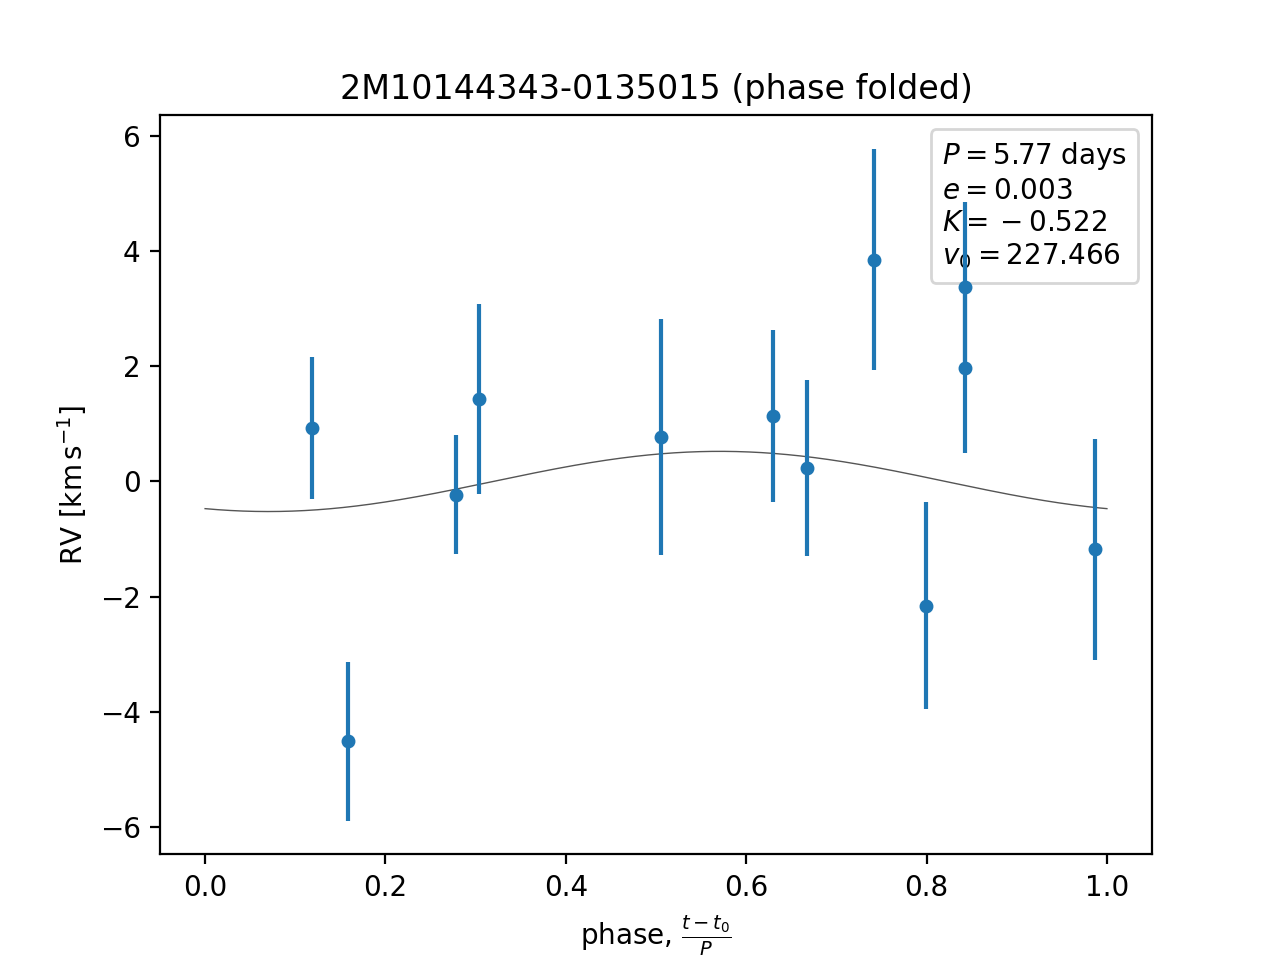 2M10144343-0135015 (phase folded)
P = 5.77 days
e = 0.003
K = −0.522
v₀ = 227.466
6
4
2
0
−2
−4
−6
RV [km s⁻¹]
0.0 0.2 0.4 0.6 0.8 1.0
phase, (t − t₀)/P